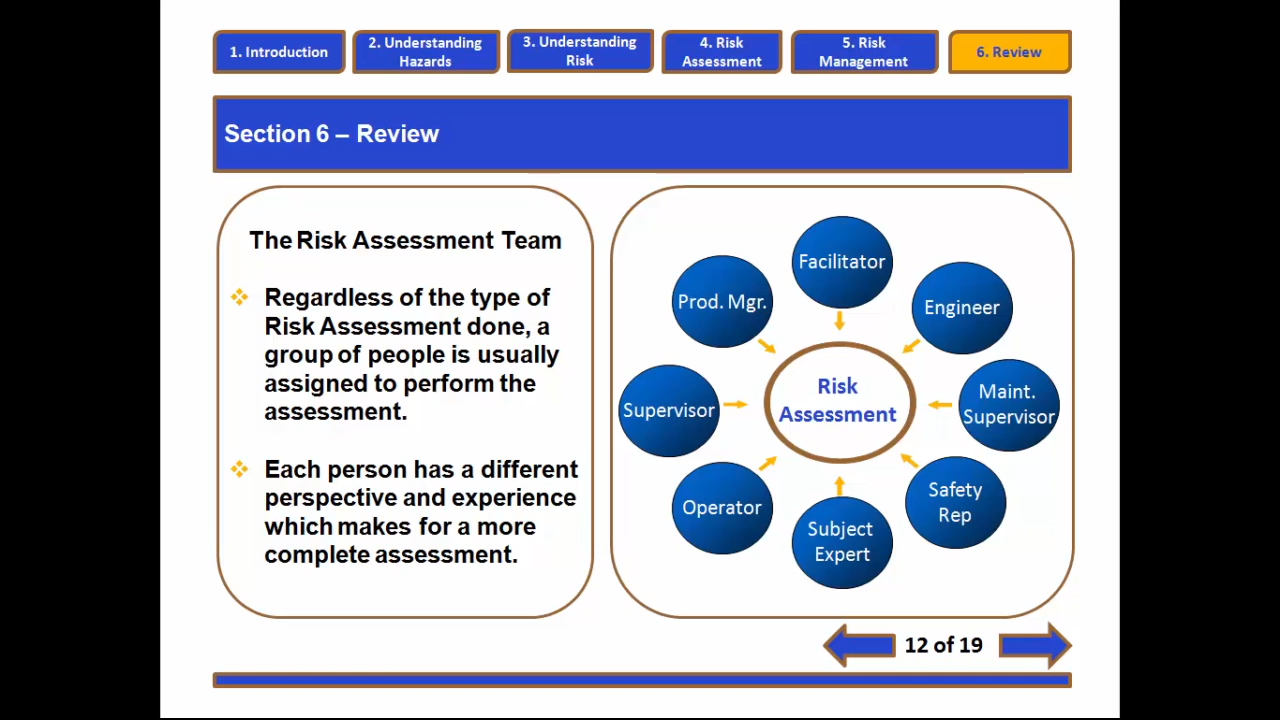 1. Introduction
2. Understanding
Hazards
3. Understanding
Risk
4. Risk
Assessment
5. Risk
Management
6. Review
Section 6 – Review
The Risk Assessment Team
Regardless of the type of
Risk Assessment done, a
group of people is usually
assigned to perform the
assessment.
Each person has a different
perspective and experience
which makes for a more
complete assessment.
Facilitator
Prod. Mgr.
Engineer
Risk
Assessment
Supervisor
Maint.
Supervisor
Operator
Safety
Rep
Subject
Expert
12 of 19